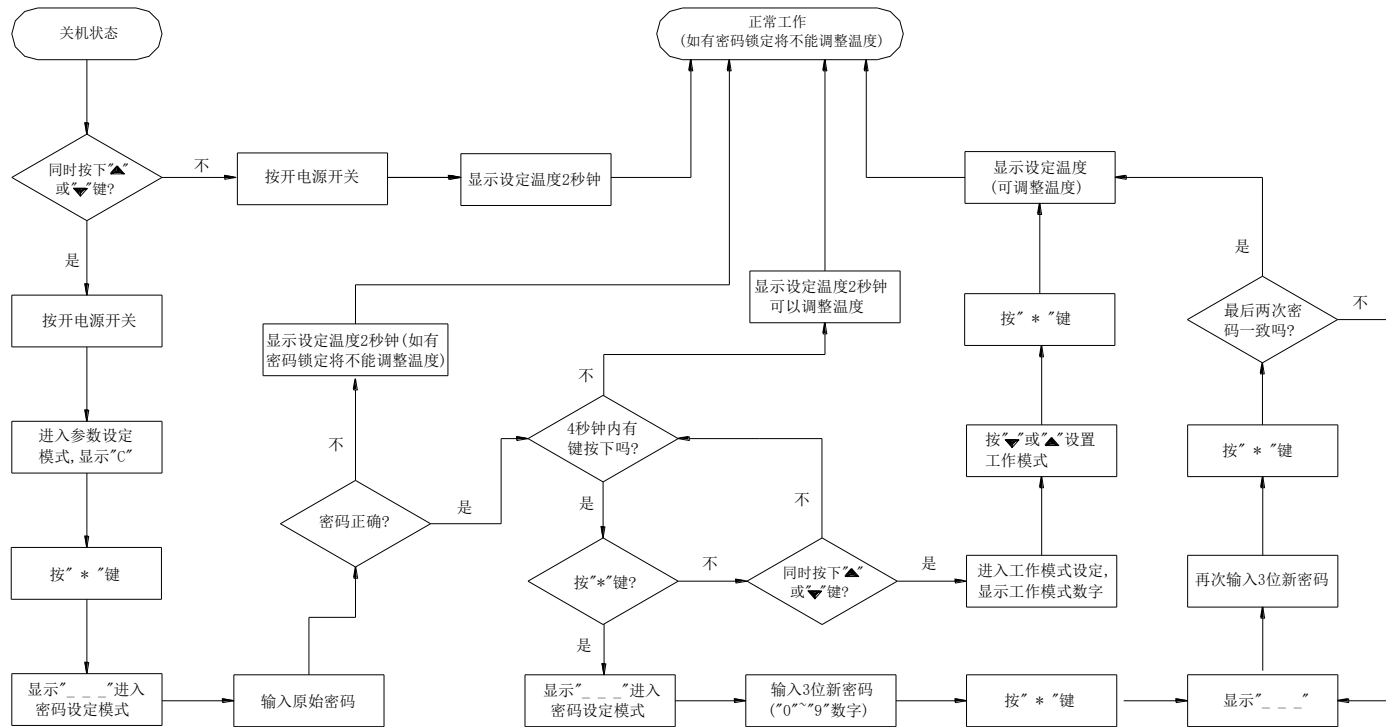 关机状态
正常工作
(如有密码锁定将不能调整温度)
同时按下"▲"
或"▼"键?
不
按开电源开关
显示设定温度2秒钟
显示设定温度
(可调整温度)
是
是
不
按开电源开关
显示设定温度2秒钟(如有
密码锁定将不能调整温度)
显示设定温度2秒钟
可以调整温度
按" * "键
最后两次密
码一致吗?
不
不
进入参数设定
模式,显示"C"
4秒钟内有
键按下吗?
按"▼"或"▲"设置
工作模式
按" * "键
密码正确?
是
是
不
按" * "键
按"*"键?
不
同时按下"▲"
或"▼"键?
是
进入工作模式设定,
显示工作模式数字
再次输入3位新密码
是
显示"_ _ _"进入
密码设定模式
输入原始密码
显示"_ _ _"进入
密码设定模式
输入3位新密码
("0"~"9"数字)
按" * "键
显示"_ _ _"